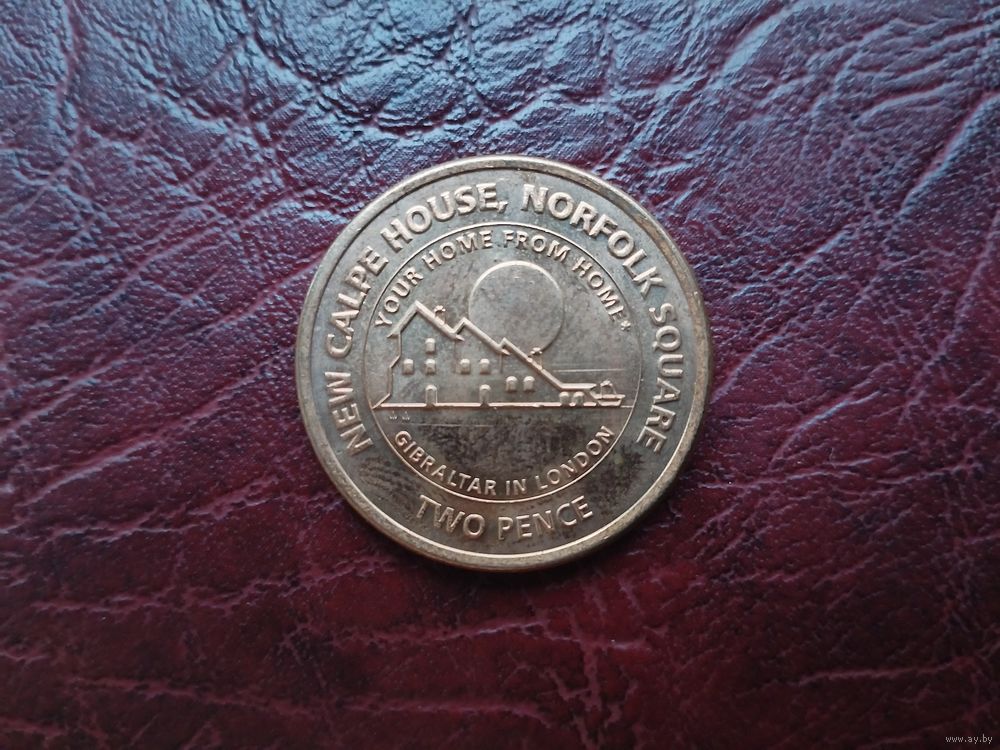 NEW CALPE HOUSE, NORFOLK SQUARE
YOUR HOME FROM HOME*
GIBRALTAR IN LONDON
TWO PENCE
www.ay.by